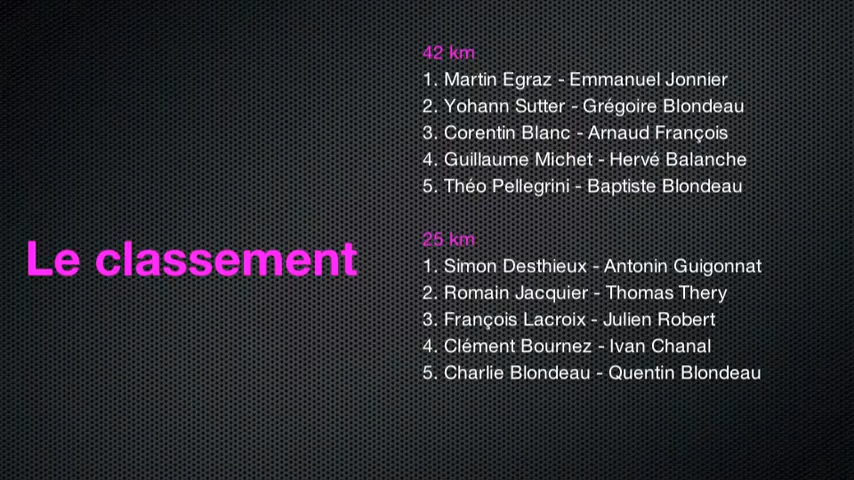 Le classement
42 km
1. Martin Egraz - Emmanuel Jonnier
2. Yohann Sutter - Grégoire Blondeau
3. Corentin Blanc - Arnaud François
4. Guillaume Michet - Hervé Balanche
5. Théo Pellegrini - Baptiste Blondeau
25 km
1. Simon Desthieux - Antonin Guigonnat
2. Romain Jacquier - Thomas Thery
3. François Lacroix - Julien Robert
4. Clément Bournez - Ivan Chanal
5. Charlie Blondeau - Quentin Blondeau